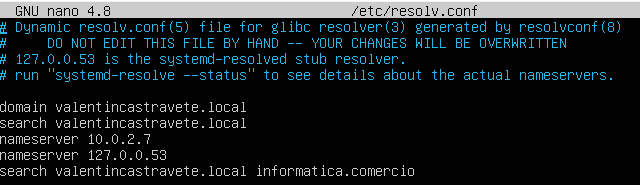 GNU nano 4.8 /etc/resolv.conf
# Dynamic resolv.conf(5) file for glibc resolver(3) generated by resolvconf(8)
# DO NOT EDIT THIS FILE BY HAND -- YOUR CHANGES WILL BE OVERWRITTEN
# 127.0.0.53 is the systemd-resolved stub resolver.
# run "systemd-resolve --status" to see details about the actual nameservers.
domain valentincastravete.local
search valentincastravete.local
nameserver 10.0.2.7
nameserver 127.0.0.53
search valentincastravete.local informatica.comercio